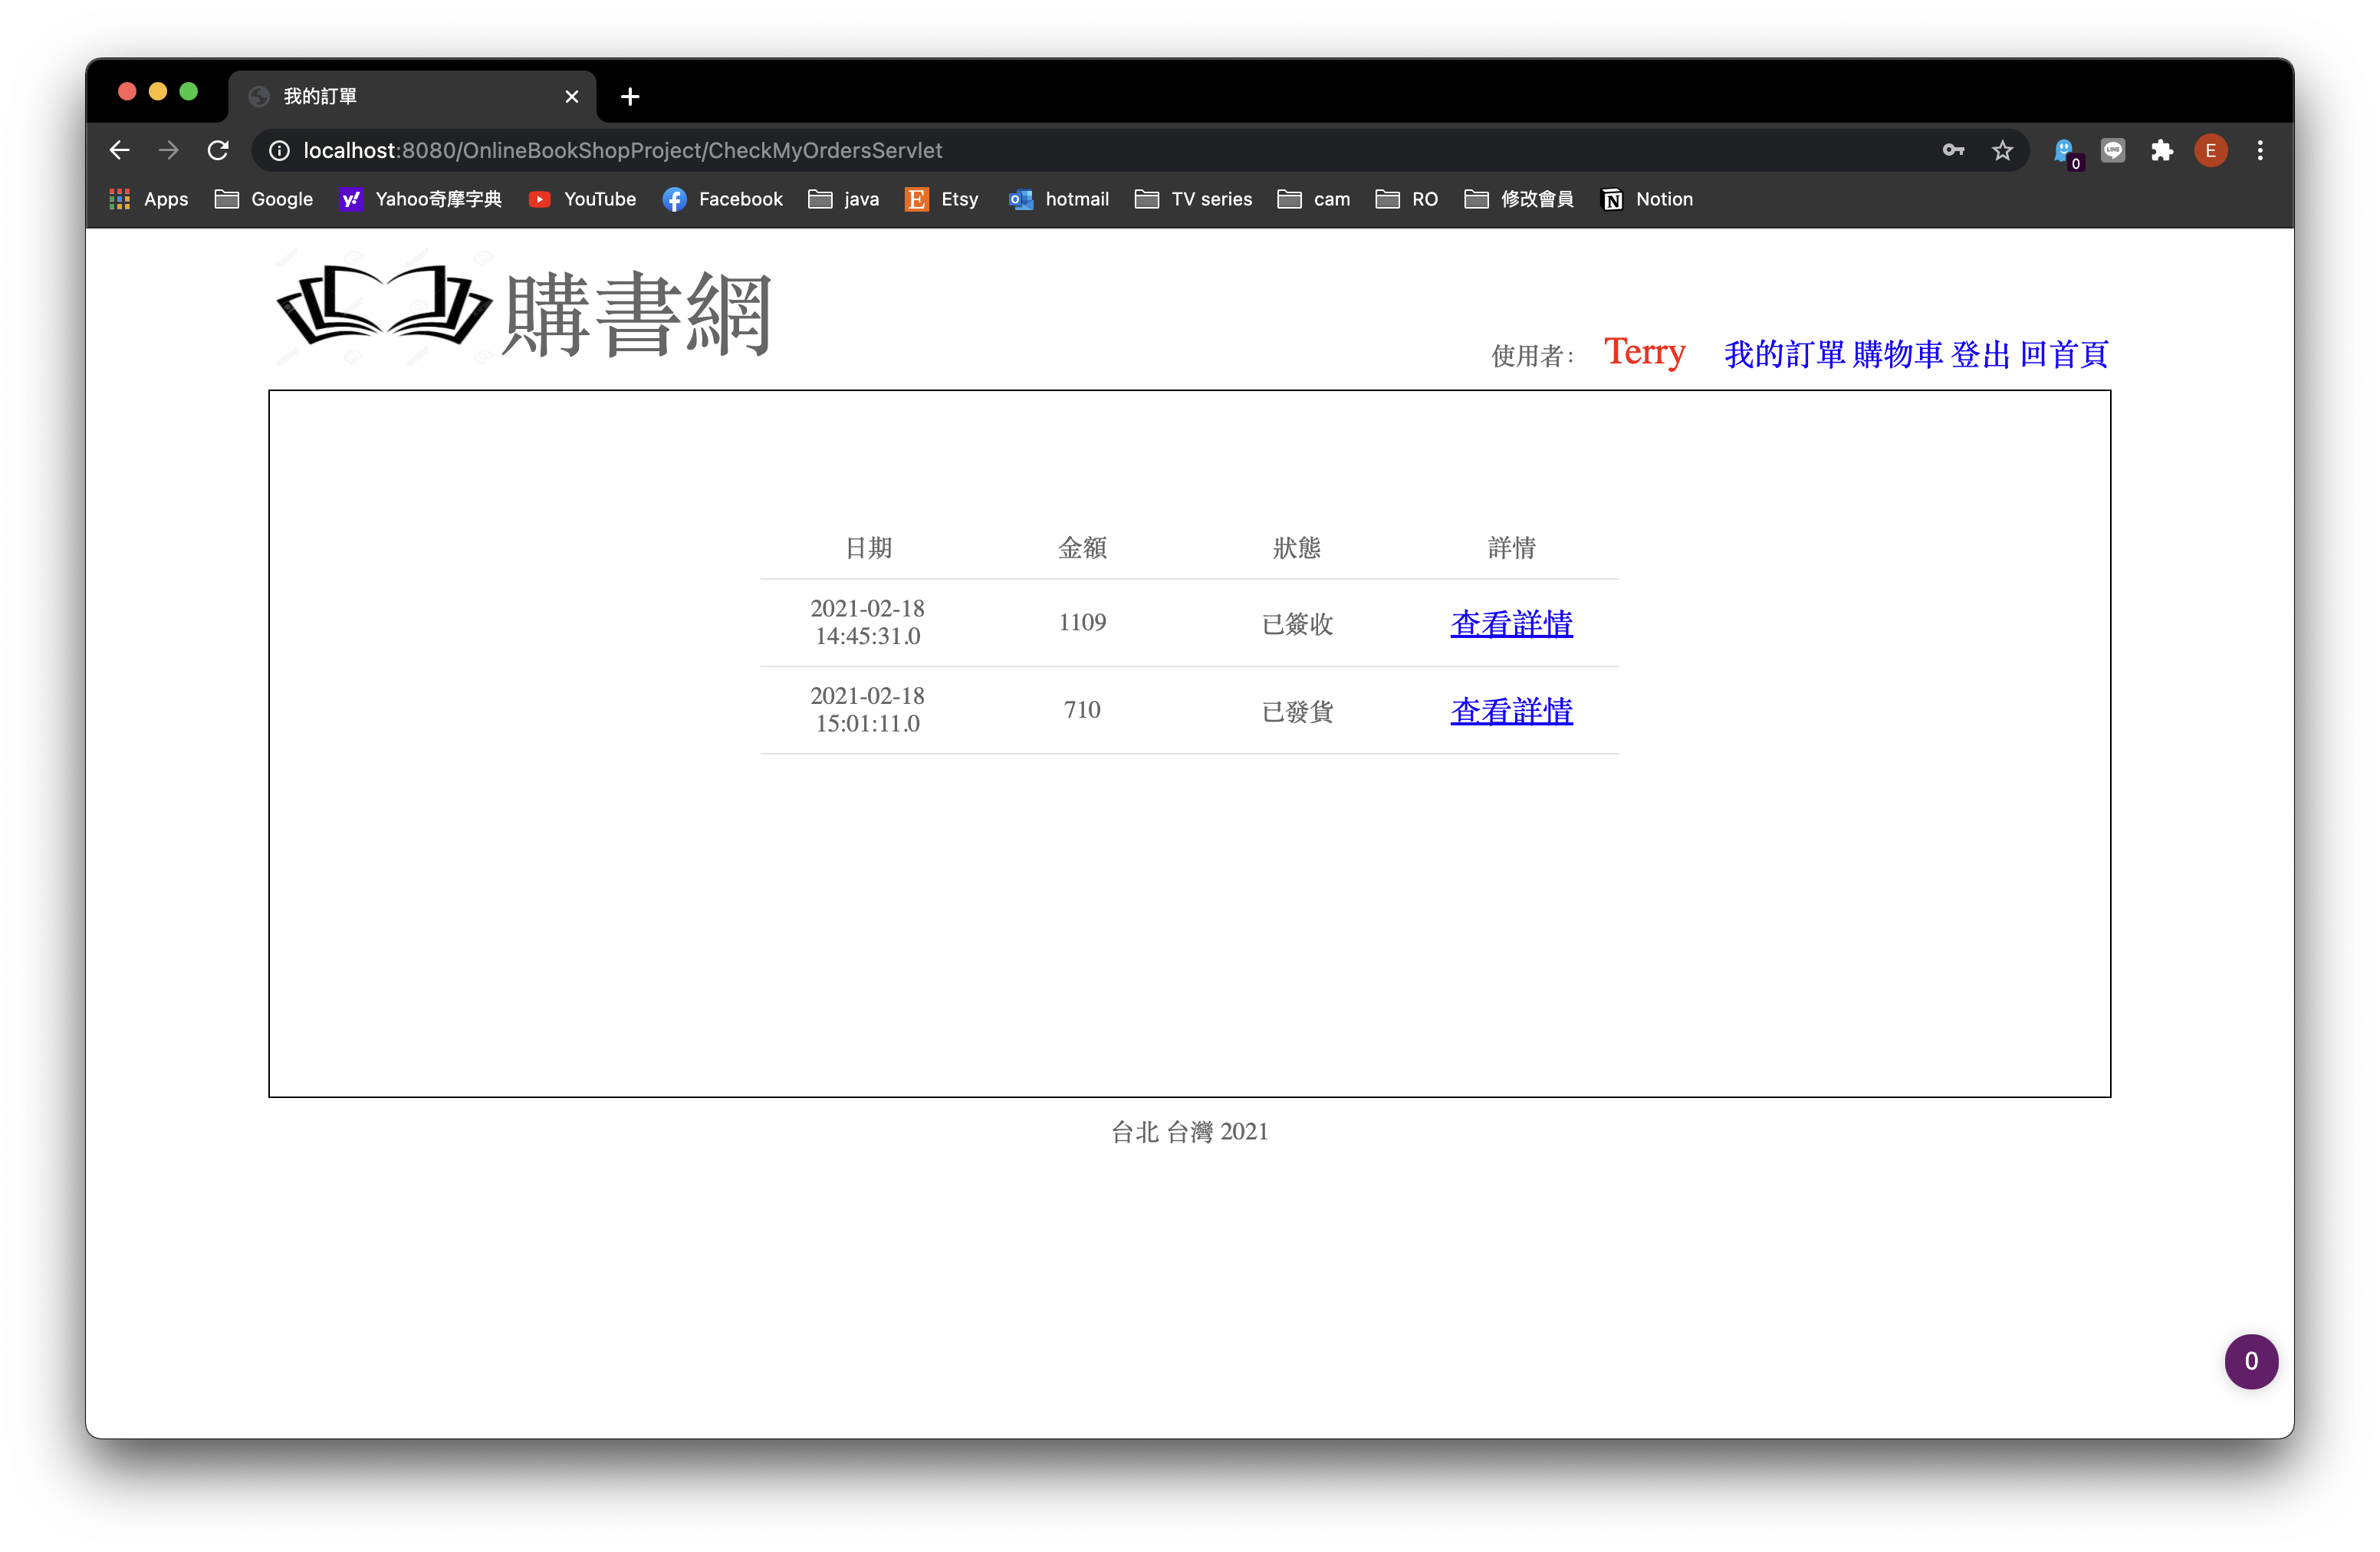 我的訂單
localhost:8080/OnlineBookShopProject/CheckMyOrdersServlet
0
E
Apps Google Yahoo奇摩字典 YouTube Facebook java Etsy hotmail TV series cam RO 修改會員 Notion
購書網
使用者： Terry 我的訂單 購物車 登出 回首頁
日期 金額 狀態 詳情
2021-02-18
14:45:31.0
1109 已簽收 查看詳情
2021-02-18
15:01:11.0
710 已發貨 查看詳情
台北 台灣 2021
0